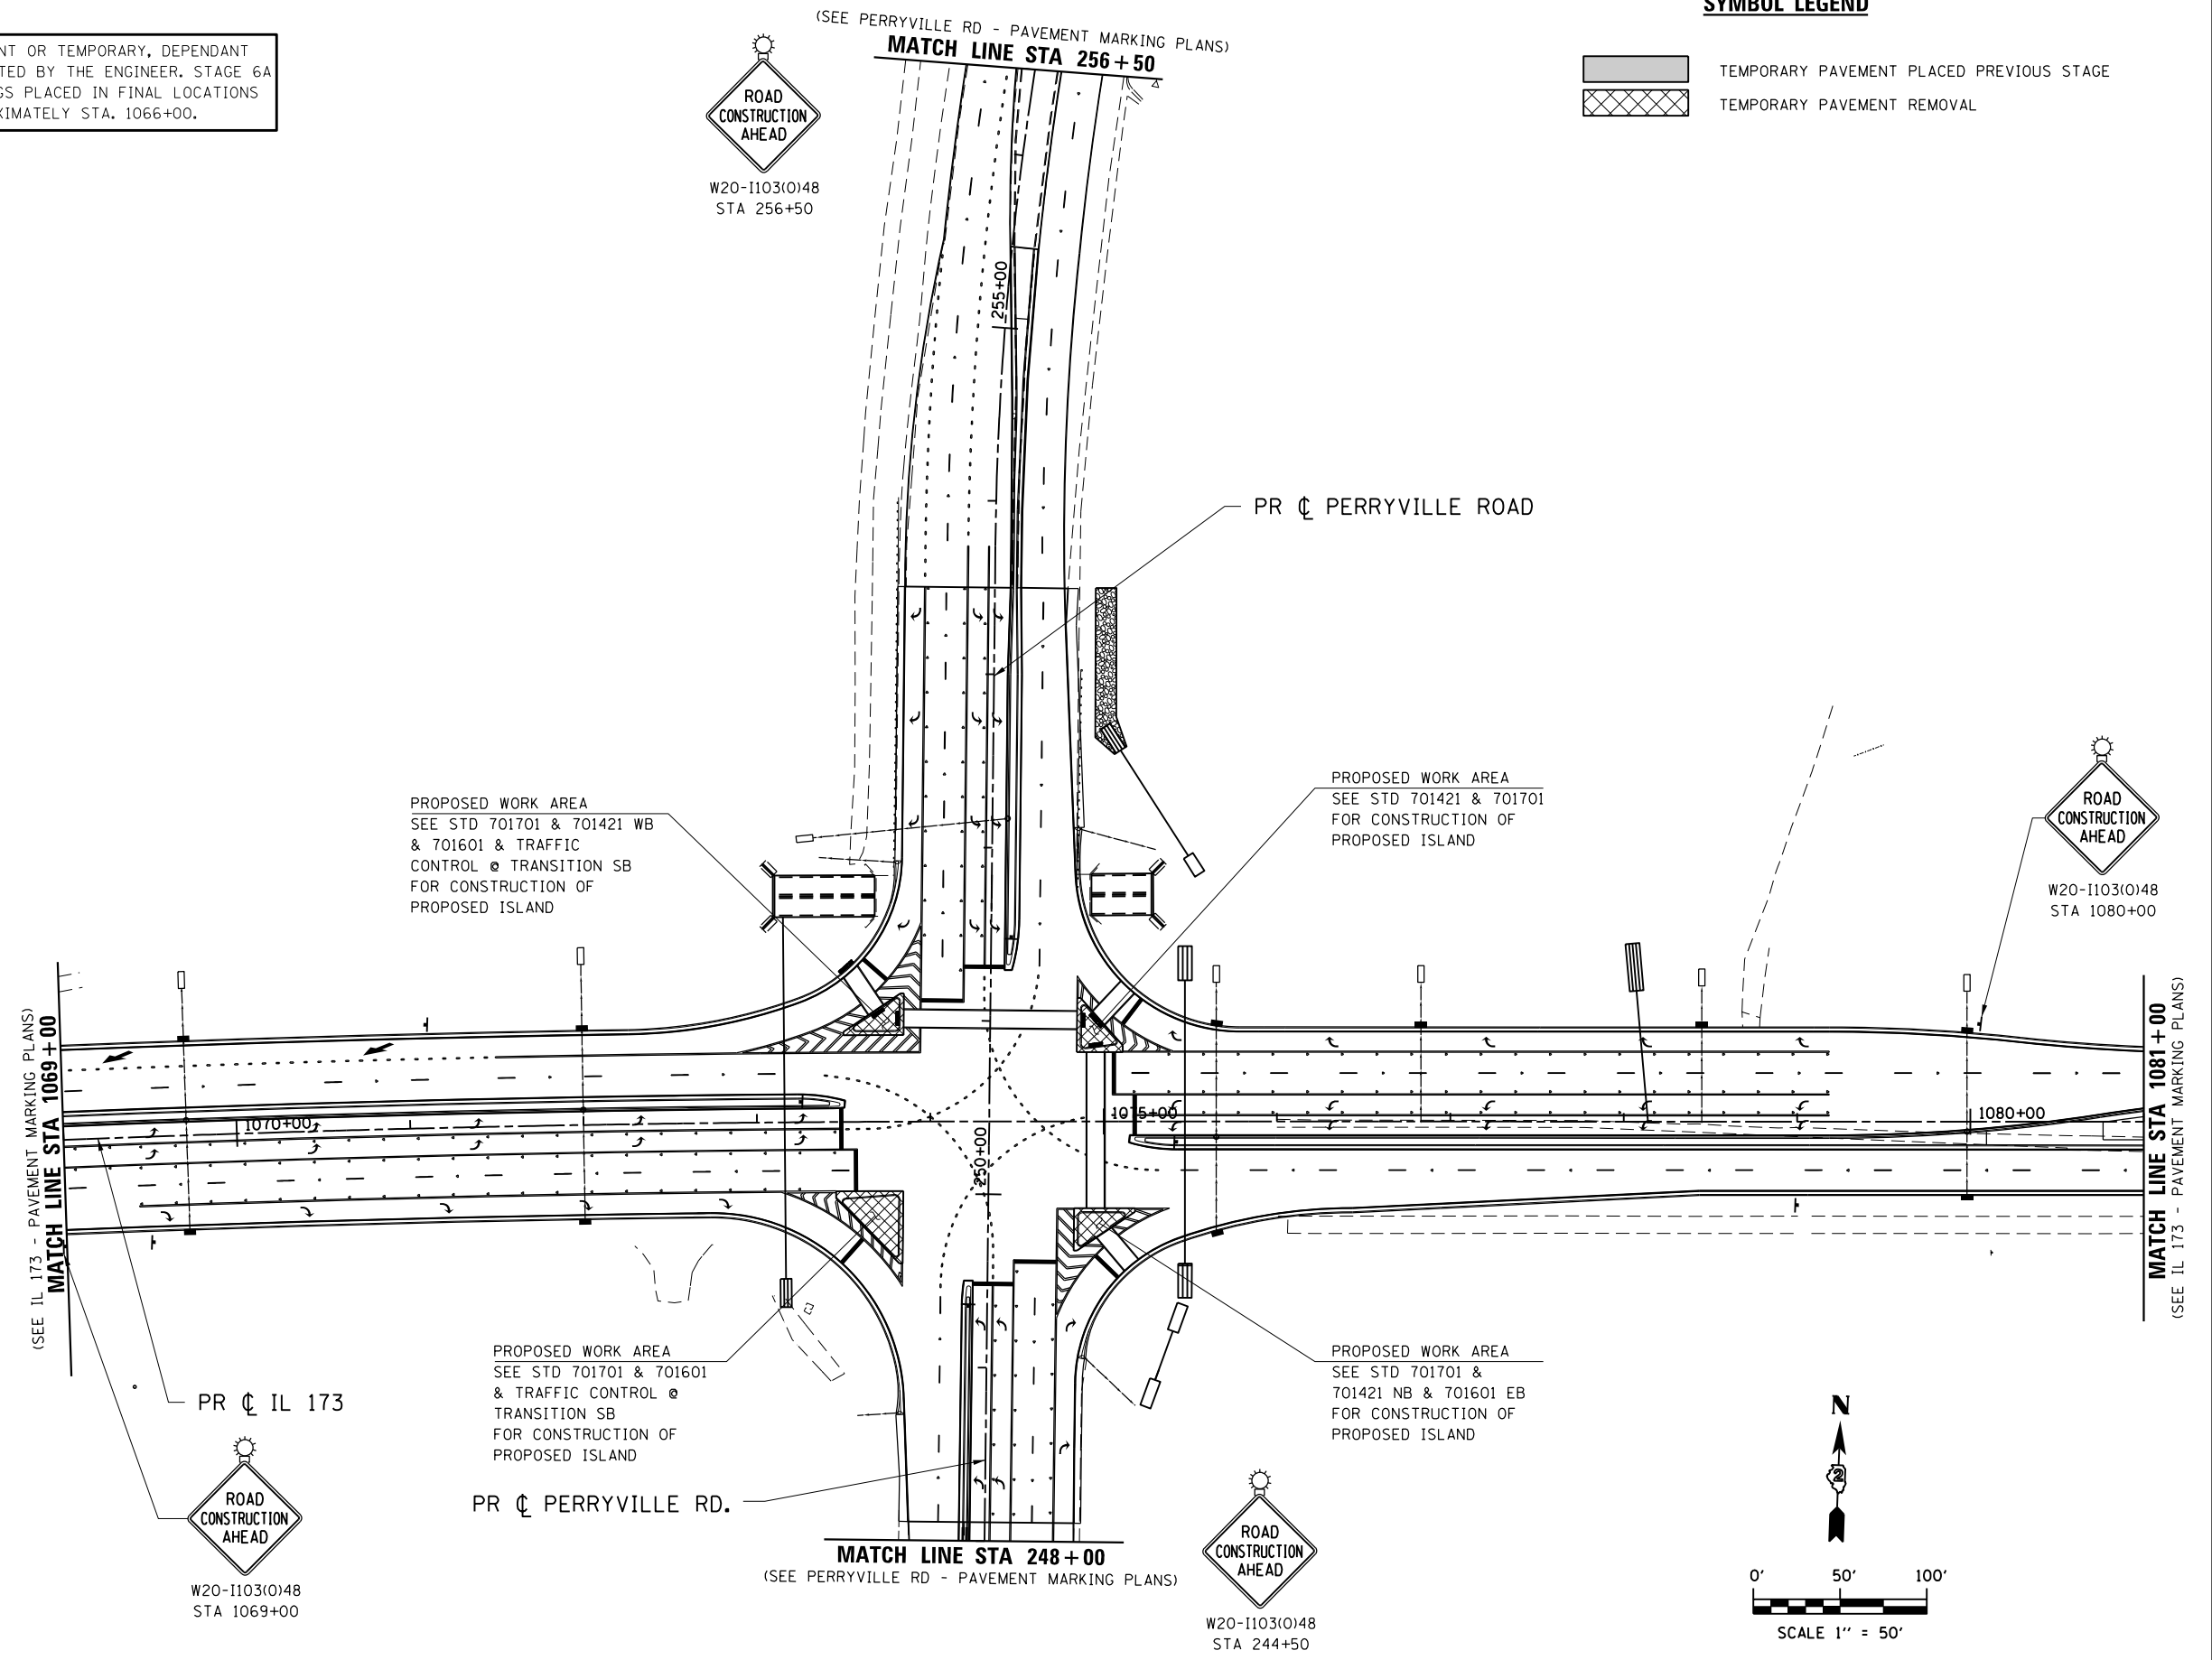 NT OR TEMPORARY, DEPENDANT
TED BY THE ENGINEER. STAGE 6A
GS PLACED IN FINAL LOCATIONS
XIMATELY STA. 1066+00.
(SEE PERRYVILLE RD - PAVEMENT MARKING PLANS)
MATCH LINE STA 256+50
SYMBOL LEGEND
TEMPORARY PAVEMENT PLACED PREVIOUS STAGE
TEMPORARY PAVEMENT REMOVAL
ROAD
CONSTRUCTION
AHEAD
W20-I103(0)48
STA 256+50
255+00
PR ℄ PERRYVILLE ROAD
PROPOSED WORK AREA
SEE STD 701701 & 701421 WB
& 701601 & TRAFFIC
CONTROL @ TRANSITION SB
FOR CONSTRUCTION OF
PROPOSED ISLAND
PROPOSED WORK AREA
SEE STD 701421 & 701701
FOR CONSTRUCTION OF
PROPOSED ISLAND
ROAD
CONSTRUCTION
AHEAD
W20-I103(0)48
STA 1080+00
(SEE IL 173 - PAVEMENT MARKING PLANS)
MATCH LINE STA 1069+00
1070+00
1075+00
1080+00
250+00
MATCH LINE STA 1081+00
(SEE IL 173 - PAVEMENT MARKING PLANS)
PROPOSED WORK AREA
SEE STD 701701 & 701601
& TRAFFIC CONTROL @
TRANSITION SB
FOR CONSTRUCTION OF
PROPOSED ISLAND
PROPOSED WORK AREA
SEE STD 701701 &
701421 NB & 701601 EB
FOR CONSTRUCTION OF
PROPOSED ISLAND
PR ℄ IL 173
ROAD
CONSTRUCTION
AHEAD
W20-I103(0)48
STA 1069+00
PR ℄ PERRYVILLE RD.
MATCH LINE STA 248+00
(SEE PERRYVILLE RD - PAVEMENT MARKING PLANS)
ROAD
CONSTRUCTION
AHEAD
W20-I103(0)48
STA 244+50
N
2
0' 50' 100'
SCALE 1'' = 50'